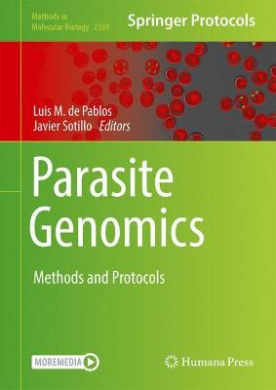 Methods in
Molecular Biology 2369
Springer Protocols
Luis M. de Pablos
Javier Sotillo Editors
Parasite
Genomics
Methods and Protocols
MOREMEDIA
Humana Press